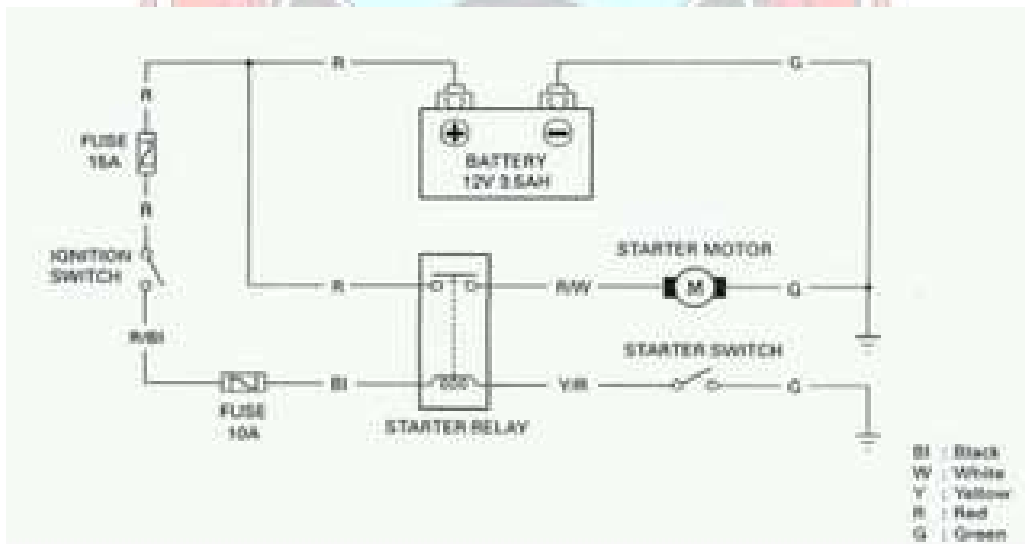 R
G
R
FUSE
15A
BATTERY
12V 3.5AH
R
IGNITION
SWITCH
STARTER MOTOR
R
R/W
M
G
R/Bl
STARTER SWITCH
Bl
Y/R
G
FUSE
10A
STARTER RELAY
Bl : Black
W : White
Y : Yellow
R : Red
G : Green